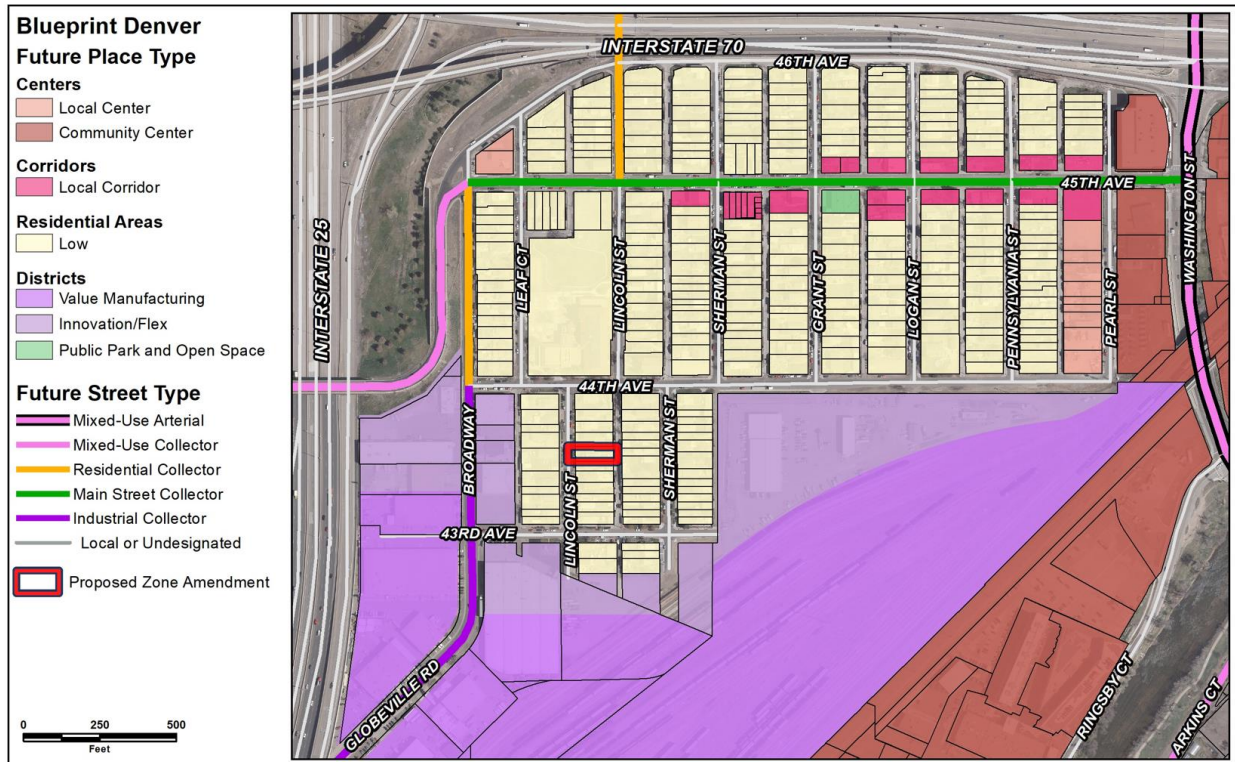 Blueprint Denver
Future Place Type
Centers
Local Center
Community Center
Corridors
Local Corridor
Residential Areas
Low
Districts
Value Manufacturing
Innovation/Flex
Public Park and Open Space
Future Street Type
Mixed-Use Arterial
Mixed-Use Collector
Residential Collector
Main Street Collector
Industrial Collector
Local or Undesignated
Proposed Zone Amendment
0 250 500
Feet
INTERSTATE 70
46TH AVE
45TH AVE
WASHINGTON ST
INTERSTATE 25
LEAF CT
LINCOLN ST
SHERMAN ST
GRANT ST
LOGAN ST
PENNSYLVANIA ST
PEARL ST
44TH AVE
BROADWAY
LINCOLN ST
SHERMAN ST
43RD AVE
GLOBEVILLE RD
RINGSBY CT
ARKINS CT